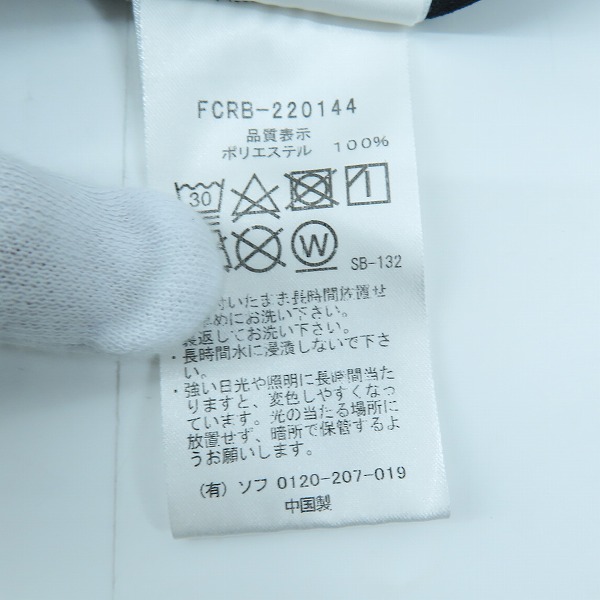 FCRB-220144
品質表示
ポリエステル 100%
30
W
SB-132
いたまま長時間放置せ
めにお洗い下さい。
裏返してお洗い下さい。
・長時間水に浸漬しないで下さ
い。
・強い日光や照明に長時間当た
りますと、変色しやすくなっ
ています。光の当たる場所に
放置せず、暗所で保管するよ
うお願いします。
(有) ソフ 0120-207-019
中国製